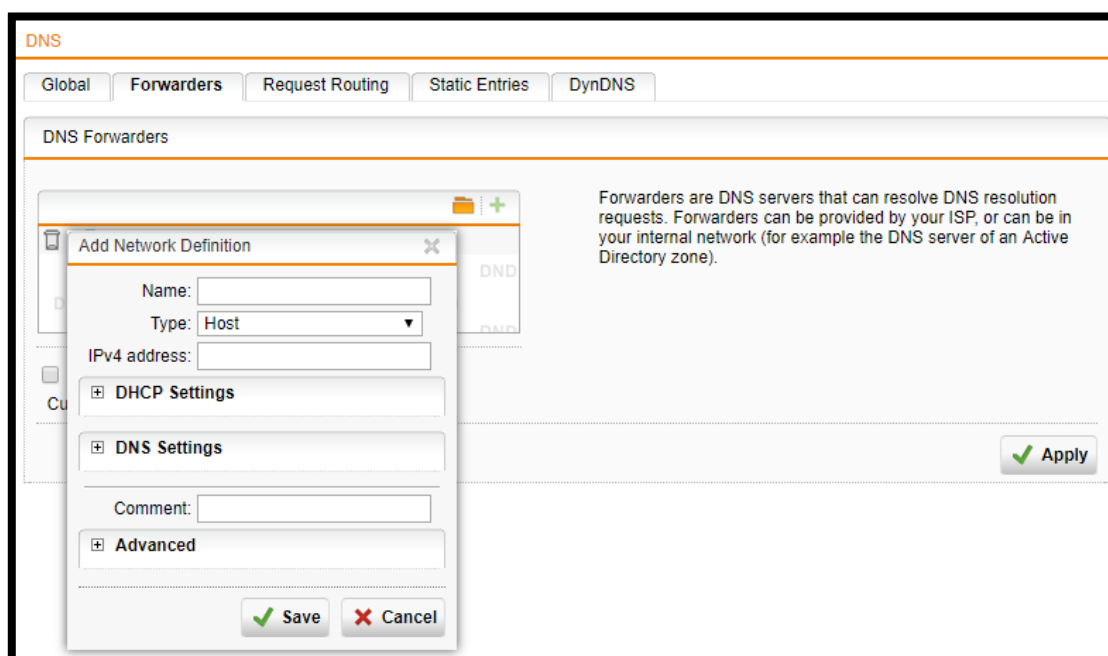 DNS
Global Forwarders Request Routing Static Entries DynDNS
DNS Forwarders
Forwarders are DNS servers that can resolve DNS resolution
requests. Forwarders can be provided by your ISP, or can be in
your internal network (for example the DNS server of an Active
Directory zone).
DND
DND
Add Network Definition
Name:
Type: Host
IPv4 address:
DHCP Settings
DNS Settings
Comment:
Advanced
Save Cancel
Apply